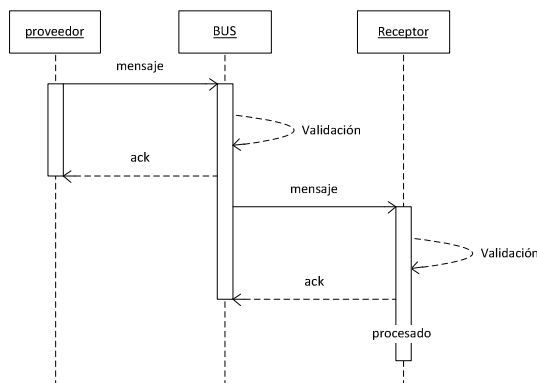 proveedor
BUS
Receptor
mensaje
Validación
ack
mensaje
Validación
ack
procesado